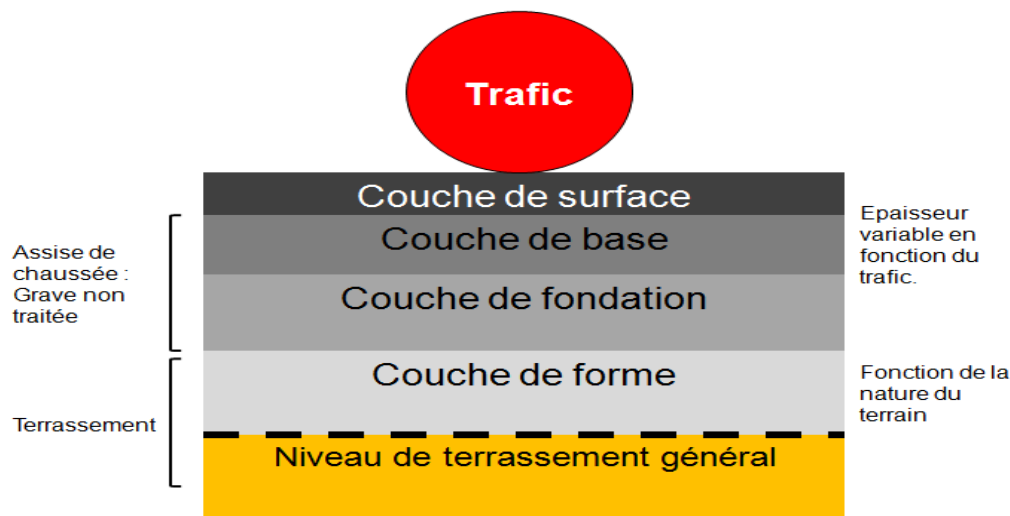 Trafic
Couche de surface
Couche de base
Couche de fondation
Couche de forme
Niveau de terrassement général
Assise de
chaussée :
Grave non
traitée
Terrassement
Epaisseur
variable en
fonction du
trafic.
Fonction de la
nature du
terrain